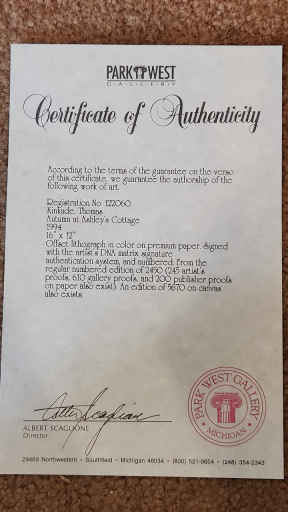 PARK WEST
GALLERY
Certificate of Authenticity
According to the terms of the guarantee on the verso
of this certificate, we guarantee the authorship of the
following work of art.
Registration No. 122060
Kinkade, Thomas
Autumn at Ashley's Cottage
1994
16" x 12"
Offset lithograph in color on premium paper. Signed
with the artist's DNA matrix signature
authentication system, and numbered. From the
regular numbered edition of 2450 (245 artist's
proofs, 610 gallery proofs, and 200 publisher proofs
on paper also exist). An edition of 5670 on canvas
also exists.
ALBERT SCAGLIONE
Director
PARK WEST GALLERY
MICHIGAN
29469 Northwestern • Southfield • Michigan 48034 • (800) 521-9654 • (248) 354-2343